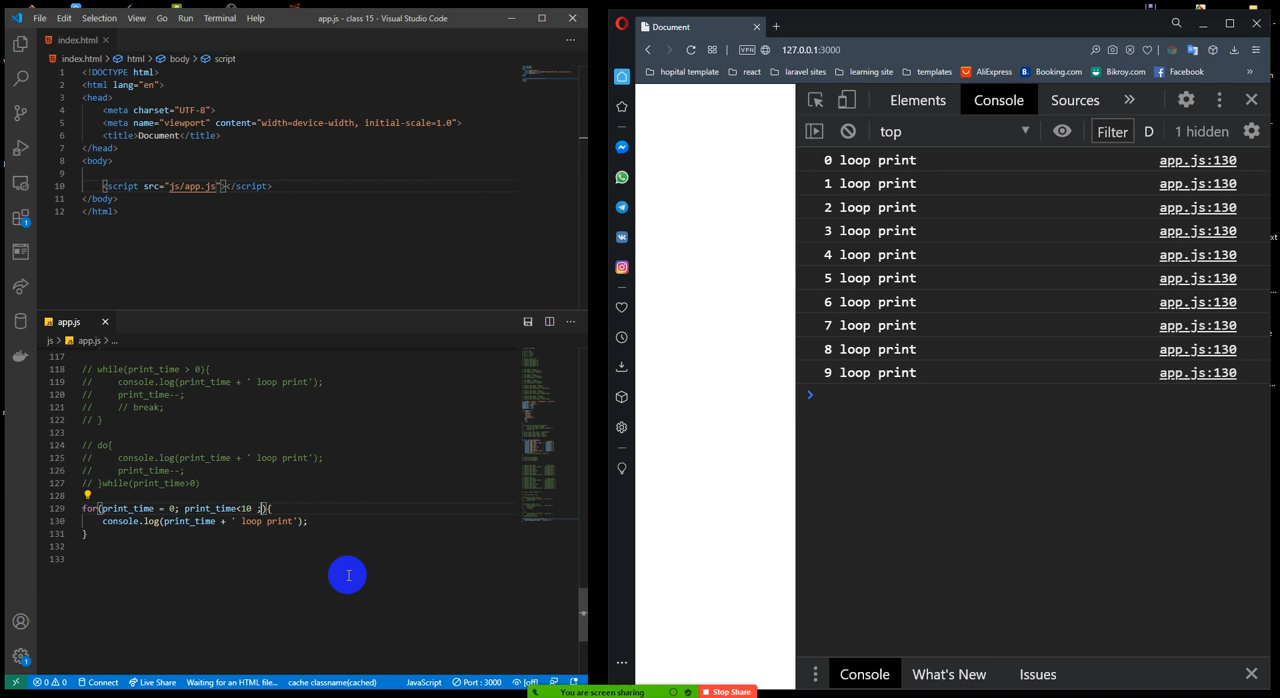 File Edit Selection View Go Run Terminal Help app.js - class 15 - Visual Studio Code
index.html
index.html > html > body > script
1 <!DOCTYPE html>
2 <html lang="en">
3 <head>
4 <meta charset="UTF-8">
5 <meta name="viewport" content="width=device-width, initial-scale=1.0">
6 <title>Document</title>
7 </head>
8 <body>
9
10 <script src="js/app.js"></script>
11 </body>
12 </html>
app.js
js > app.js > ...
117
118 // while(print_time > 0){
119 //     console.log(print_time + ' loop print');
120 //     print_time--;
121 //     // break;
122 // }
123
124 // do{
125 //     console.log(print_time + ' loop print');
126 //     print_time--;
127 // }while(print_time>0)
128
129 for(print_time = 0; print_time<10 ;){
130 console.log(print_time + ' loop print');
131 }
132
133
0 0 Connect Live Share Waiting for an HTML file... cache classname(cached) JavaScript Port : 3000 [off]
Document
VPN 127.0.0.1:3000
hopital template react laravel sites learning site templates AliExpress Booking.com Bikroy.com Facebook »
Elements Console Sources »
top Filter D 1 hidden
0 loop print app.js:130
1 loop print app.js:130
2 loop print app.js:130
3 loop print app.js:130
4 loop print app.js:130
5 loop print app.js:130
6 loop print app.js:130
7 loop print app.js:130
8 loop print app.js:130
9 loop print app.js:130
Console What's New Issues
You are screen sharing Stop Share